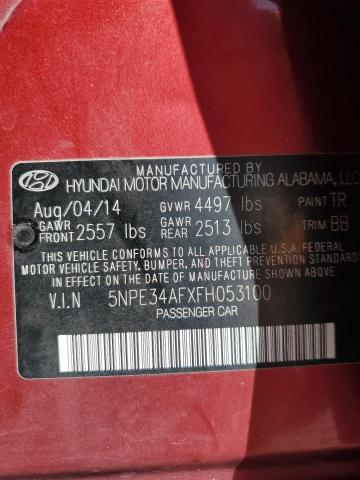 MANUFACTURED BY
HYUNDAI MOTOR MANUFACTURING ALABAMA, LLC
Aug/04/14 GVWR 4497 lbs PAINT TR
GAWR FRONT 2557 lbs GAWR REAR 2513 lbs TRIM BB
THIS VEHICLE CONFORMS TO ALL APPLICABLE U.S.A FEDERAL
MOTOR VEHICLE SAFETY, BUMPER, AND THEFT PREVENTION
STANDARDS IN EFFECT ON THE DATE OF MANUFACTURE SHOWN ABOVE.
V.I.N 5NPE34AFXFH053100
PASSENGER CAR